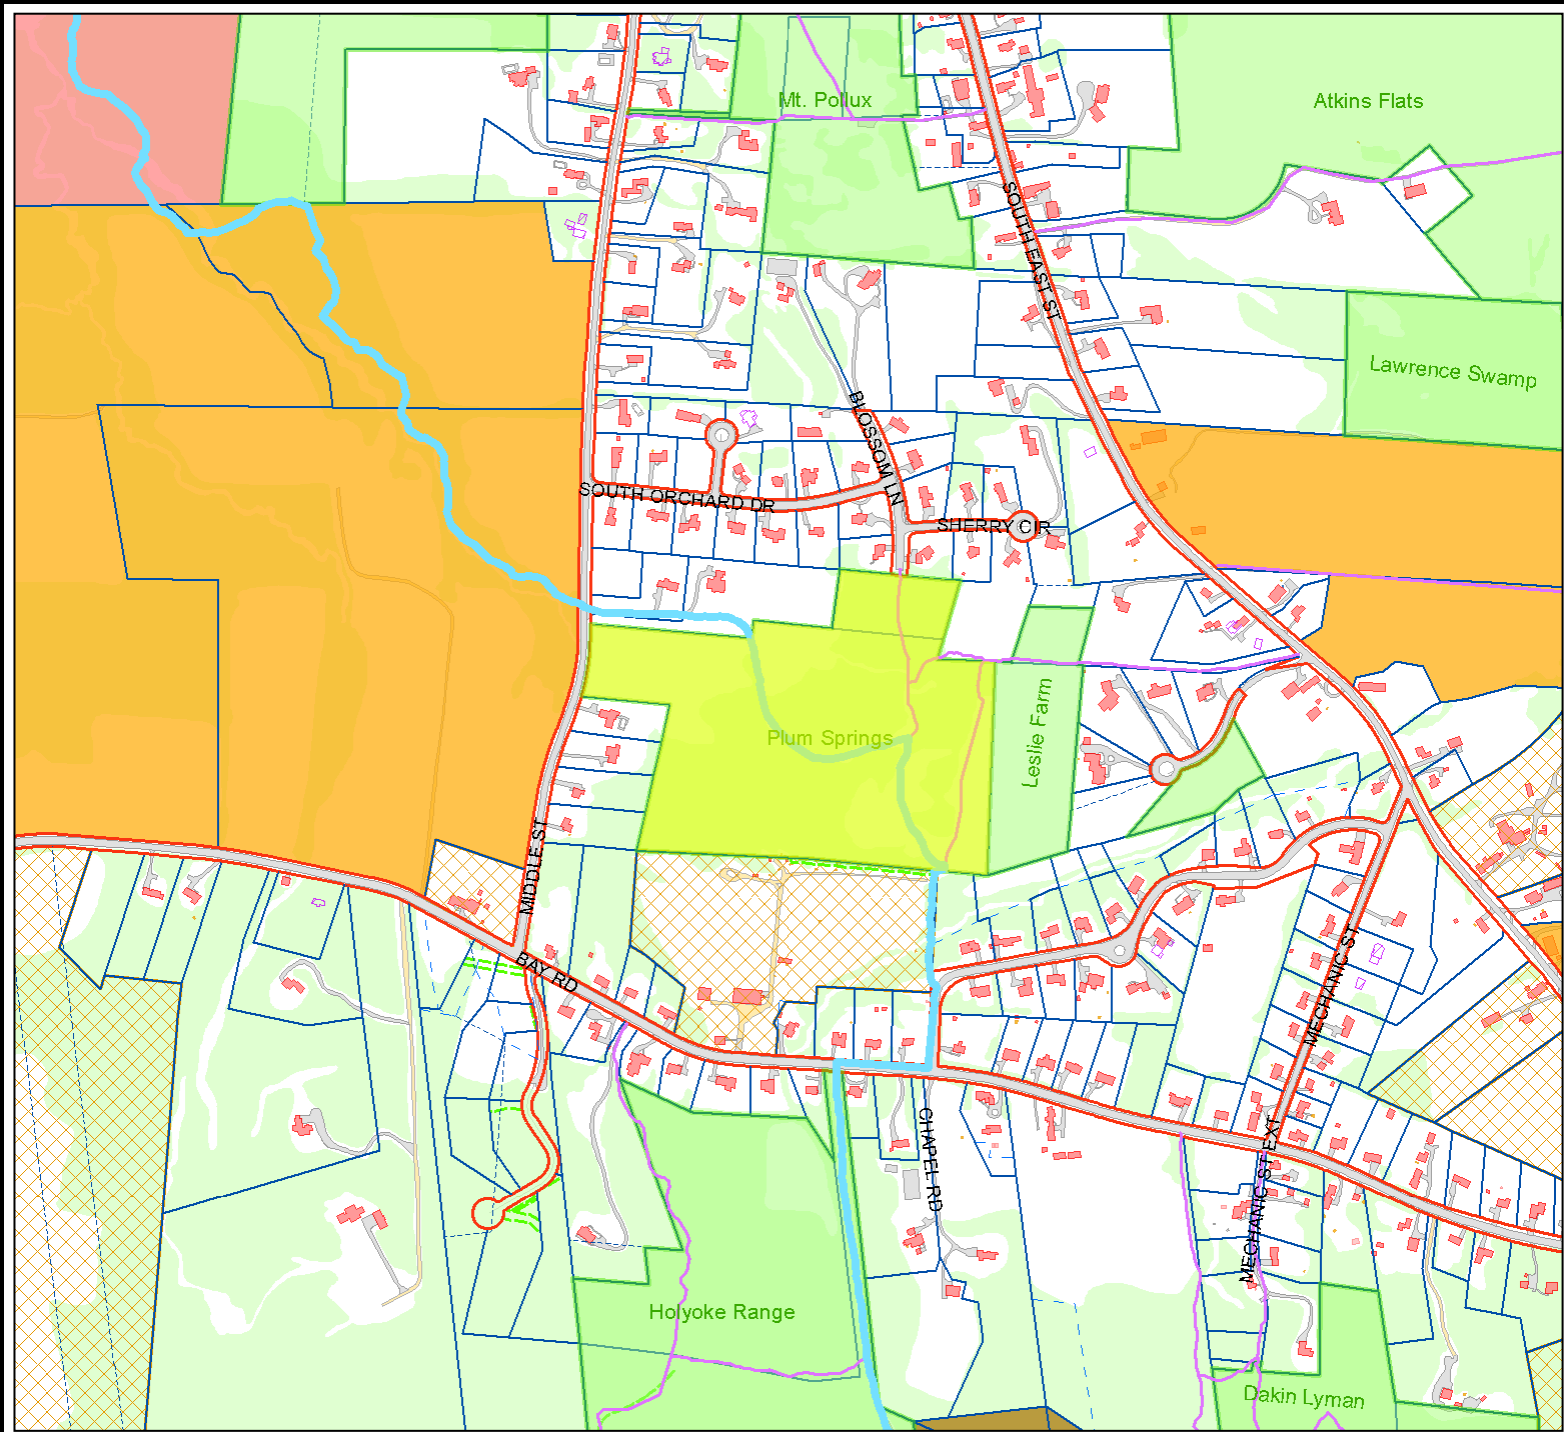 Mt. Pollux
Atkins Flats
SOUTH EAST ST
Lawrence Swamp
BLOSSOM LN
SOUTH ORCHARD DR
SHERRY CIR
Leslie Farm
Plum Springs
MIDDLE ST
BAY RD
MECHANIC ST
CHAPEL RD
MECHANIC ST EXT
Holyoke Range
Dakin Lyman